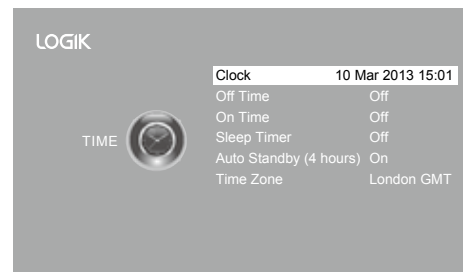 LOGIK
Clock 10 Mar 2013 15:01
Off Time Off
On Time Off
TIME
Sleep Timer Off
Auto Standby (4 hours) On
Time Zone London GMT